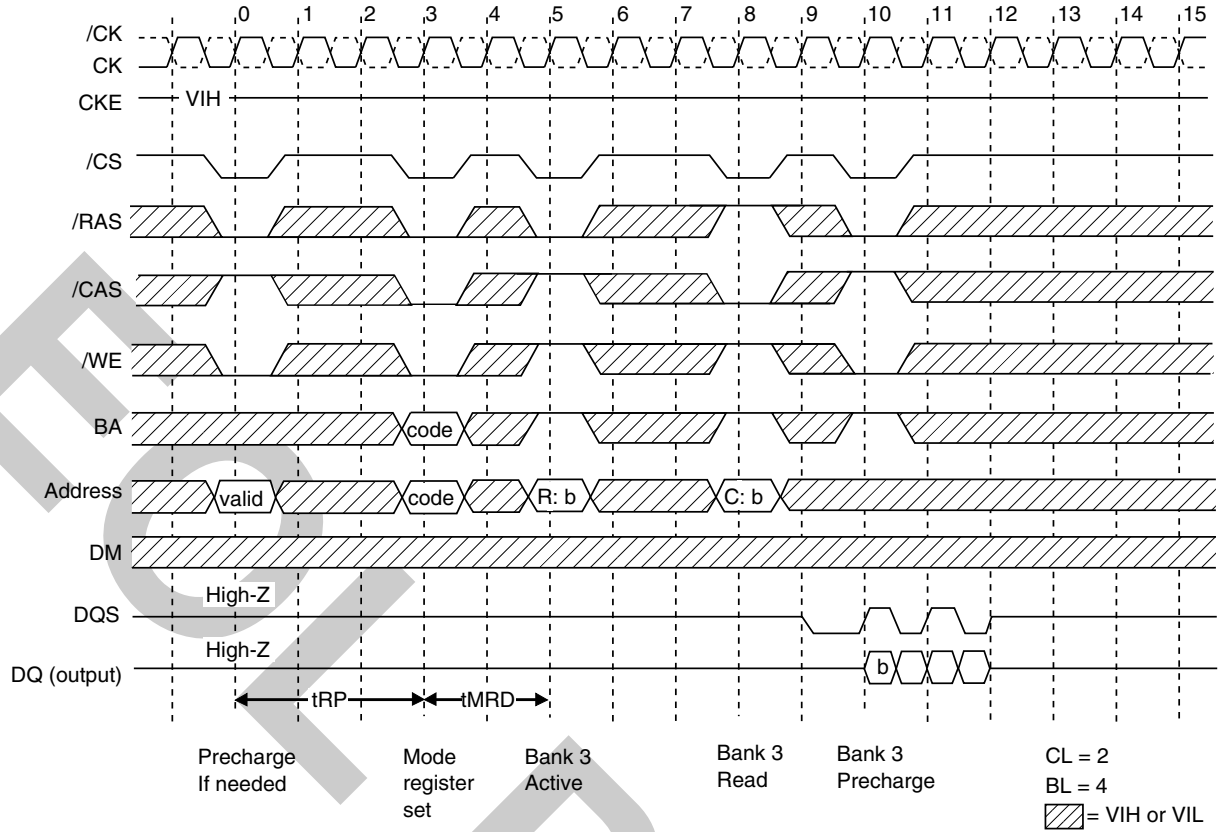 0 1 2 3 4 5 6 7 8 9 10 11 12 13 14 15
/CK
CK
CKE VIH
/CS
/RAS
/CAS
/WE
BA code
Address valid code R: b C: b
DM
High-Z
DQS
High-Z
DQ (output) b
tRP tMRD
Precharge
If needed
Mode
register
set
Bank 3
Active
Bank 3
Read
Bank 3
Precharge
CL = 2
BL = 4
= VIH or VIL